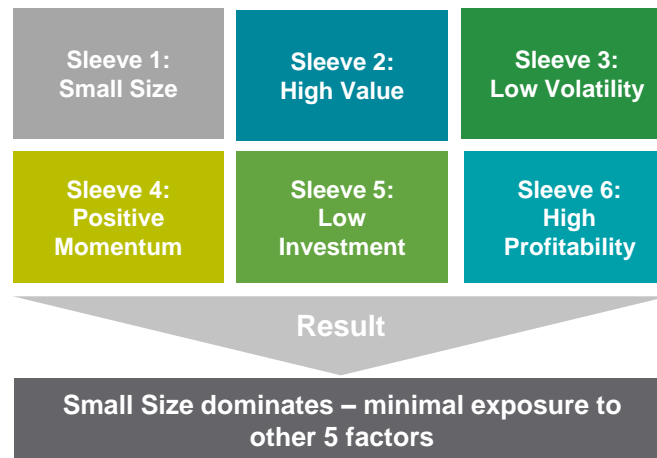 Sleeve 1:
Small Size
Sleeve 2:
High Value
Sleeve 3:
Low Volatility
Sleeve 4:
Positive
Momentum
Sleeve 5:
Low
Investment
Sleeve 6:
High
Profitability
Result
Small Size dominates – minimal exposure to
other 5 factors